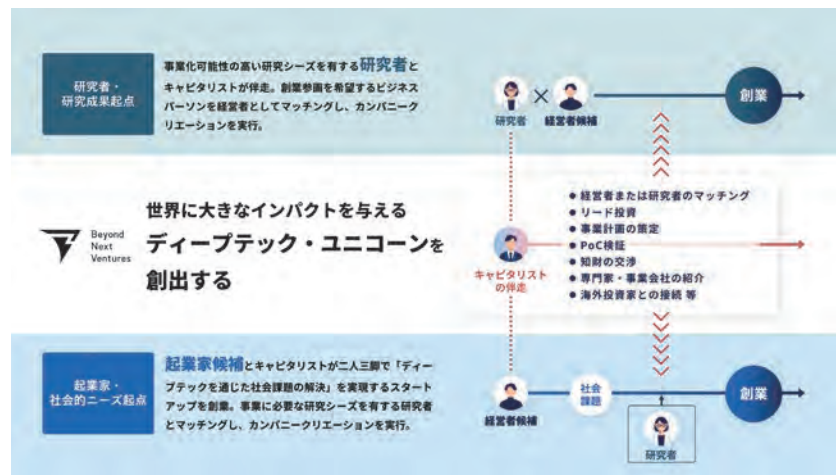 研究者・
研究成果起点
事業化可能性の高い研究シーズを有する研究者と
キャピタリストが伴走。創業参画を希望するビジネス
パーソンを経営者としてマッチングし、カンパニーク
リエーションを実行。
研究者
×
経営者候補
創業
Beyond
Next
Ventures
世界に大きなインパクトを与える
ディープテック・ユニコーンを
創出する
キャピタリスト
の伴走
● 経営者または研究者のマッチング
● リード投資
● 事業計画の策定
● PoC検証
● 知財の交渉
● 専門家・事業会社の紹介
● 海外投資家との接続 等
起業家・
社会的ニーズ起点
起業家候補とキャピタリストが二人三脚で「ディー
プテックを通じた社会課題の解決」を実現するスタート
アップを創業。事業に必要な研究シーズを有する研究者
とマッチングし、カンパニークリエーションを実行。
経営者候補
社会
課題
研究者
創業